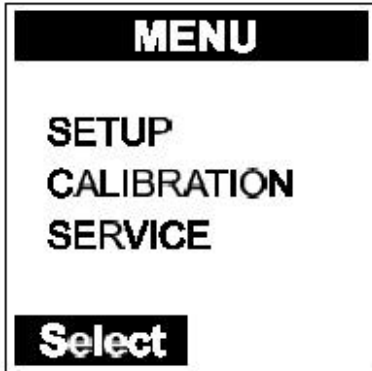 MENU
SETUP
CALIBRATION
SERVICE
Select